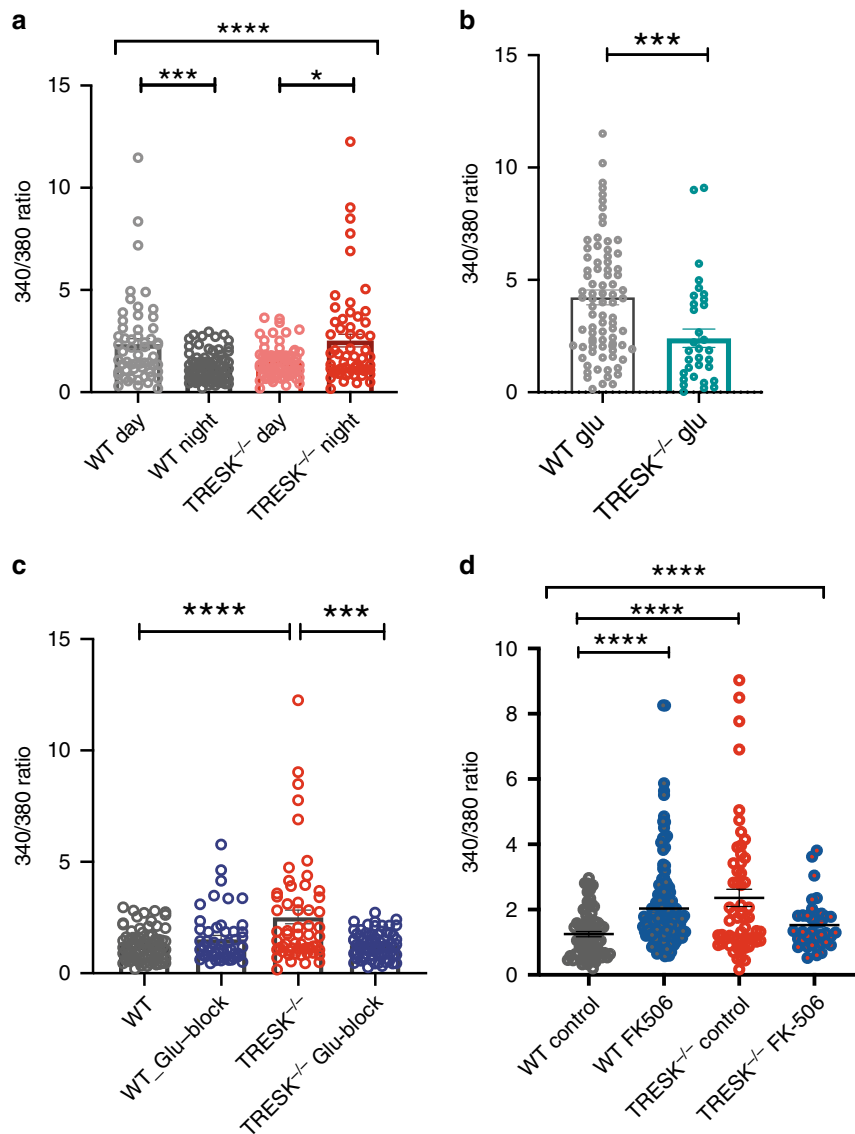 a
****
***
*
15
10
5
0
340/380 ratio
WT day
WT night
TRESK−/− day
TRESK−/− night
b
***
15
10
5
0
340/380 ratio
WT glu
TRESK−/− glu
c
****
***
15
10
5
0
340/380 ratio
WT
WT_Glu–block
TRESK−/−
TRESK−/− Glu-block
d
****
****
****
10
8
6
4
2
0
340/380 ratio
WT control
WT FK506
TRESK−/− control
TRESK−/− FK-506